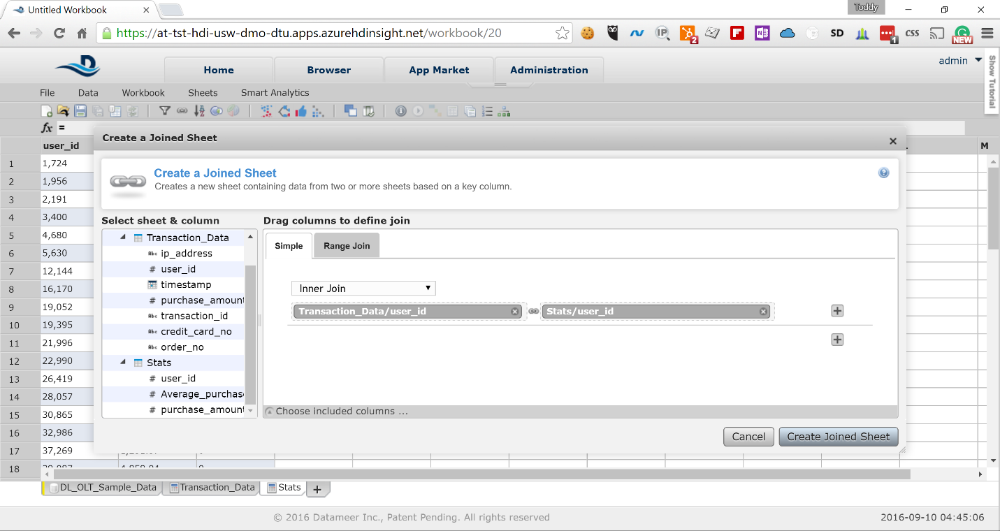 Untitled Workbook
Toddy
https://at-tst-hdi-usw-dmo-dtu.apps.azurehdinsight.net/workbook/20
IP SD CSS NEW
2 1
Home Browser App Market Administration
admin
Show Tutorial
File Data Workbook Sheets Smart Analytics
fx =
user_id M
Create a Joined Sheet
Create a Joined Sheet
Creates a new sheet containing data from two or more sheets based on a key column.
Select sheet & column
Drag columns to define join
Transaction_Data
Abc ip_address
# user_id
timestamp
# purchase_amount
Abc transaction_id
Abc credit_card_no
Abc order_no
Stats
# user_id
# Average_purchas
# purchase_amount
Simple Range Join
Inner Join
Transaction_Data/user_id Stats/user_id
Choose included columns ...
Cancel Create Joined Sheet
1 1,724
2 1,956
3 2,191
4 3,400
5 4,680
6 5,630
7 12,144
8 16,170
9 19,052
10 19,395
11 21,996
12 22,990
13 26,419
14 28,057
15 30,865
16 32,986
17 37,269
18
DL_OLT_Sample_Data Transaction_Data Stats +
© 2016 Datameer Inc., Patent Pending. All rights reserved
2016-09-10 04:45:06